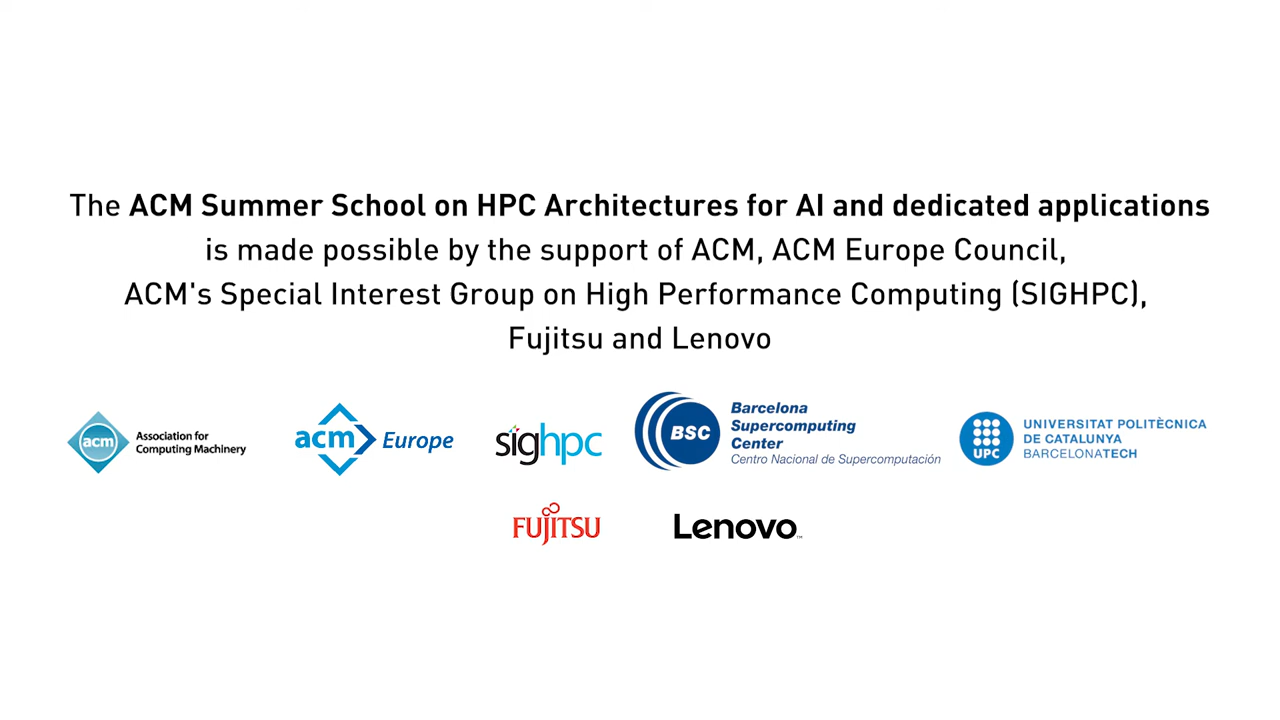 The ACM Summer School on HPC Architectures for AI and dedicated applications
is made possible by the support of ACM, ACM Europe Council,
ACM's Special Interest Group on High Performance Computing (SIGHPC),
Fujitsu and Lenovo
acm
Association for
Computing Machinery
acm Europe
sighpc
BSC
Barcelona
Supercomputing
Center
Centro Nacional de Supercomputación
UPC
UNIVERSITAT POLITÈCNICA
DE CATALUNYA
BARCELONATECH
FUJITSU
Lenovo™